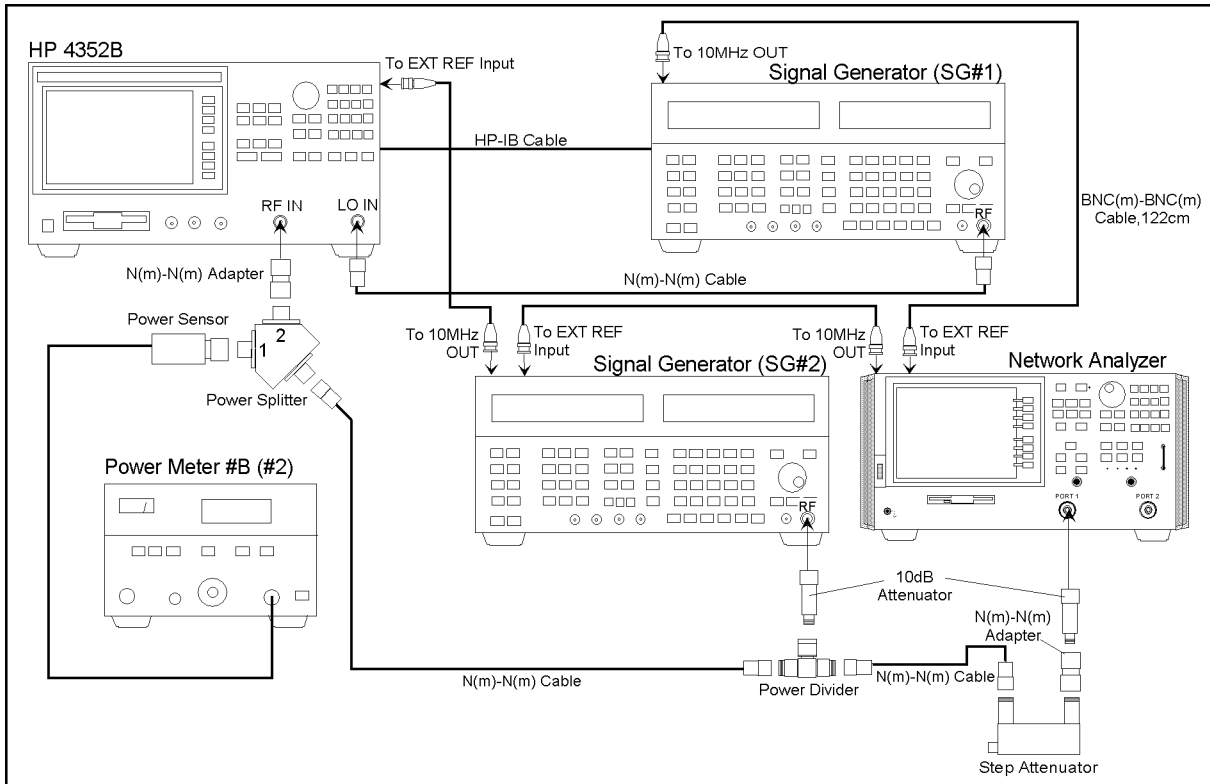 HP 4352B
To EXT REF Input
To 10MHz OUT
Signal Generator (SG#1)
HP-IB Cable
RF IN
LO IN
RF
BNC(m)-BNC(m)
Cable,122cm
N(m)-N(m) Adapter
N(m)-N(m) Cable
Power Sensor
1
2
Power Splitter
To 10MHz
OUT
To EXT REF
Input
To 10MHz
OUT
To EXT REF
Input
Signal Generator (SG#2)
Network Analyzer
Power Meter #B (#2)
RF
PORT 1
PORT 2
10dB
Attenuator
N(m)-N(m)
Adapter
N(m)-N(m) Cable
Power Divider
N(m)-N(m) Cable
Step Attenuator